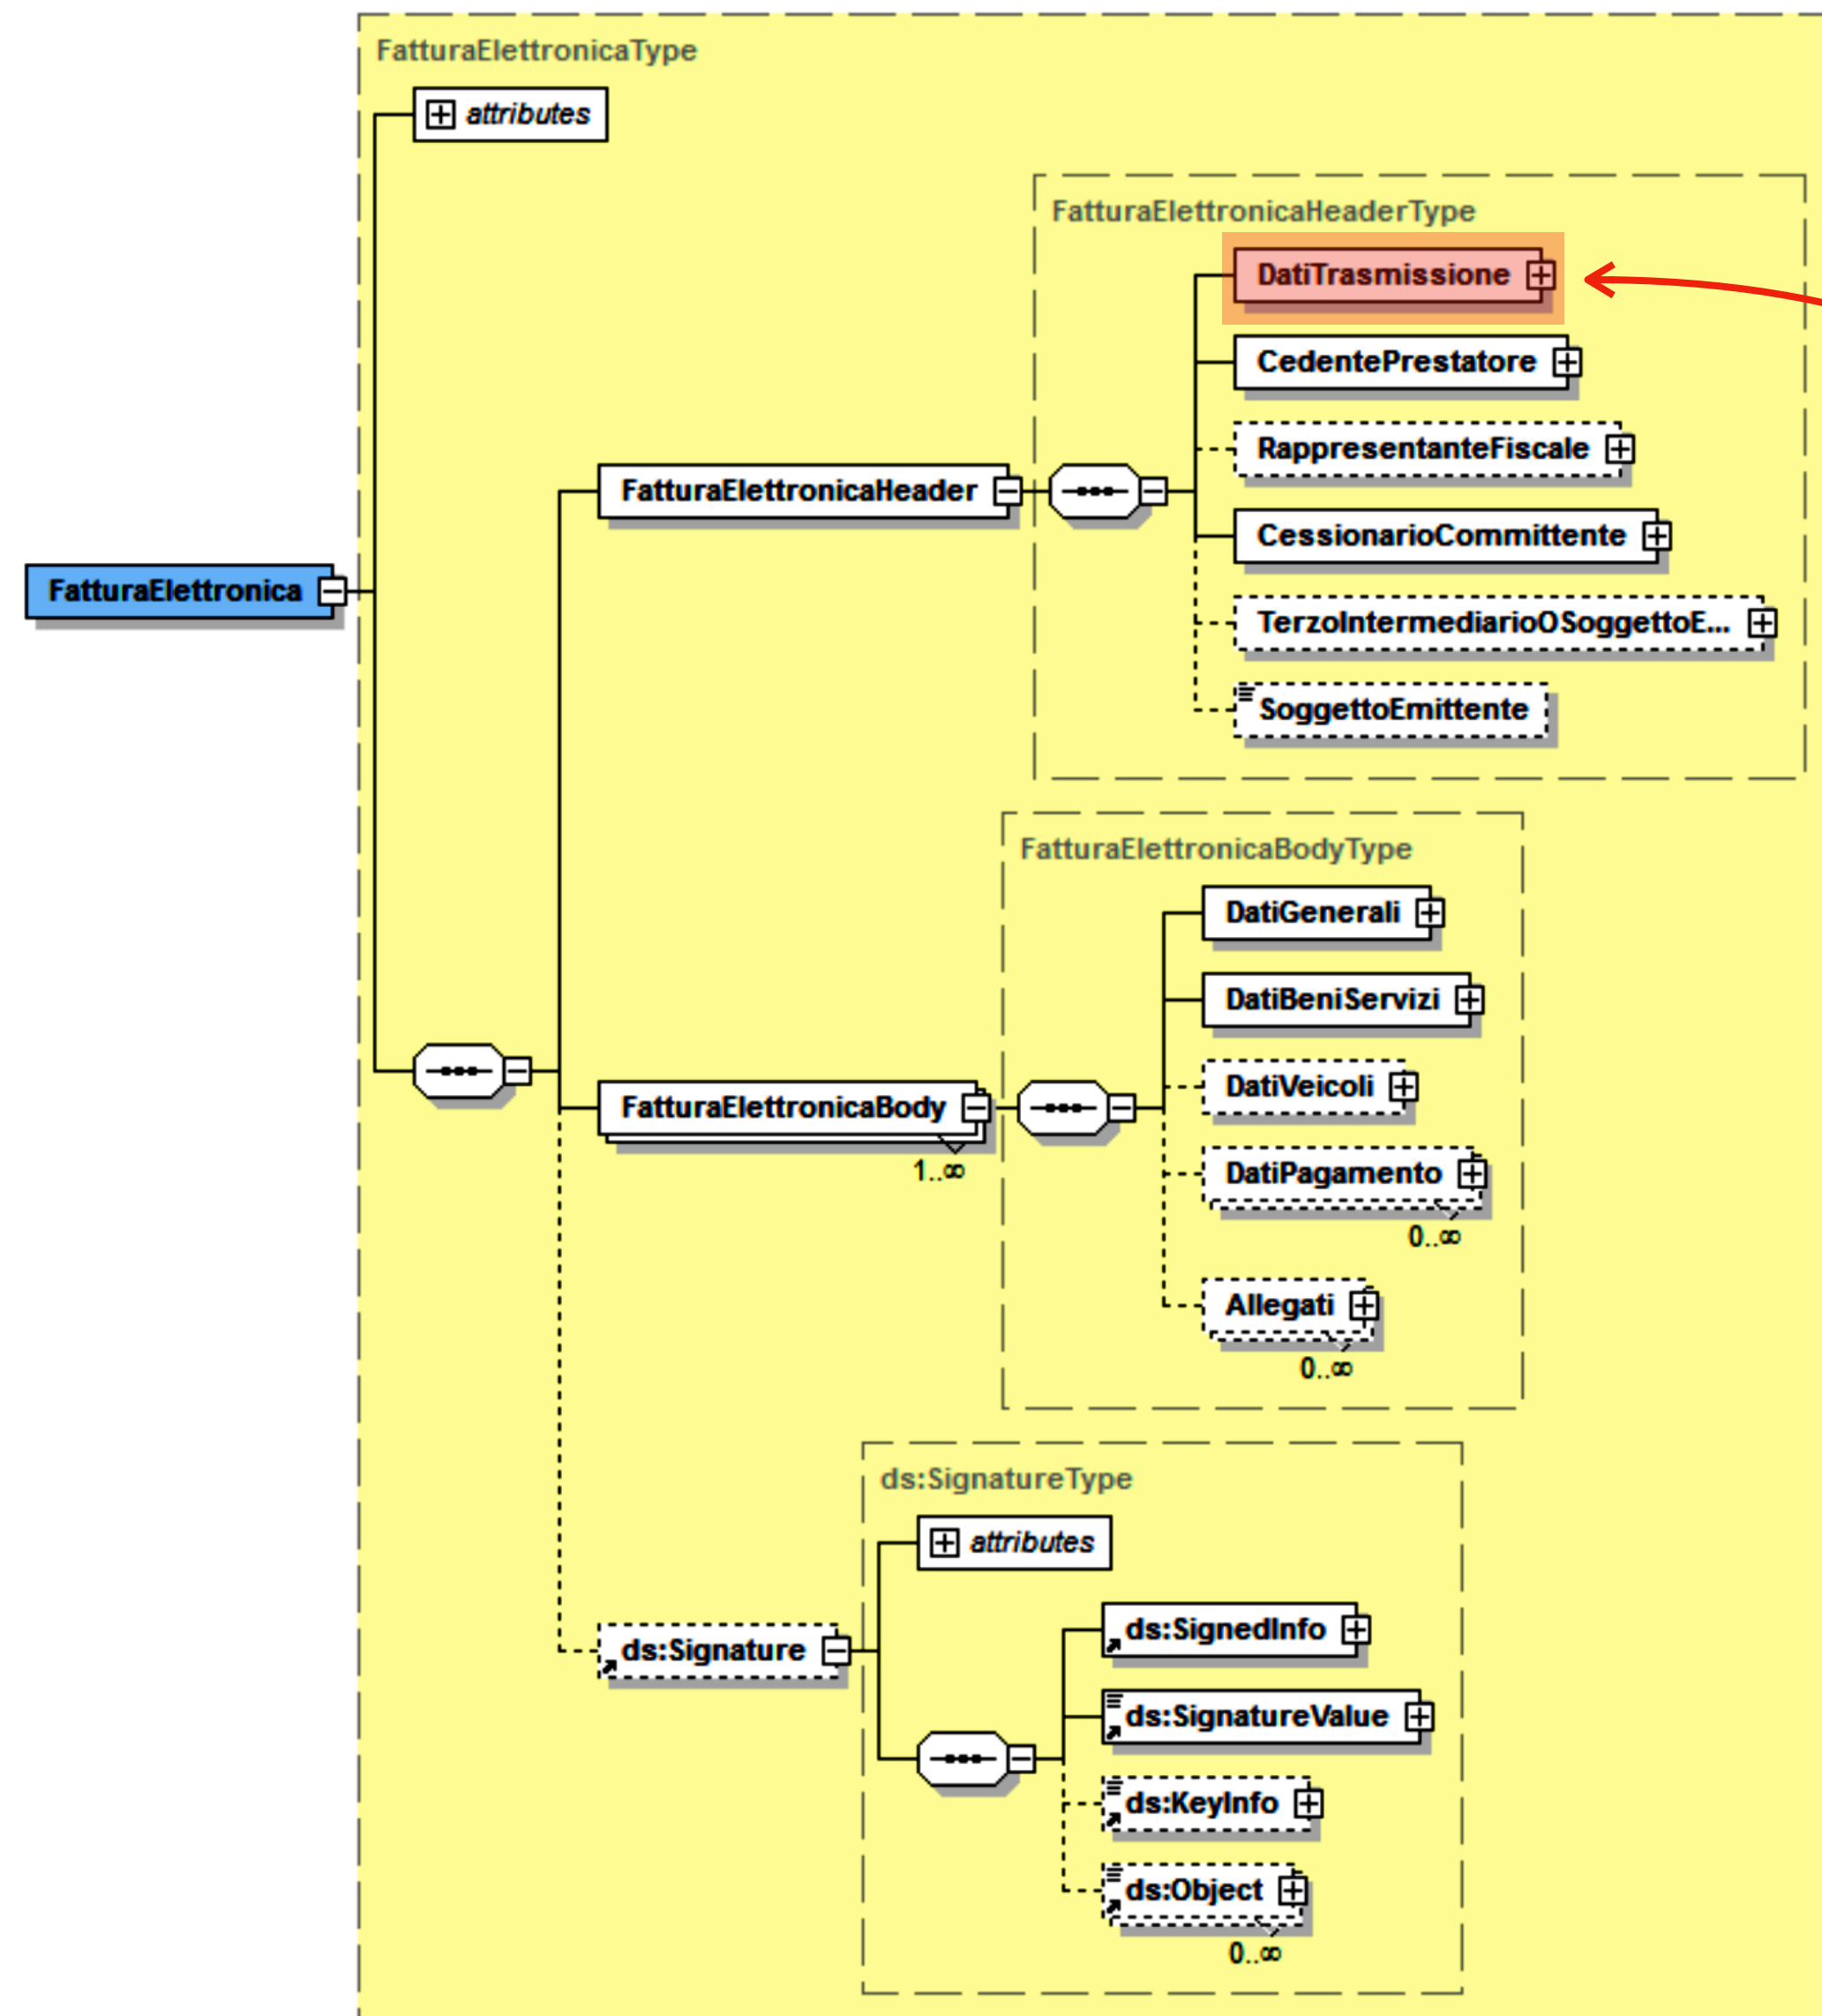 FatturaElettronicaType
attributes
FatturaElettronicaHeaderType
DatiTrasmissione
CedentePrestatore
RappresentanteFiscale
FatturaElettronicaHeader
CessionarioCommittente
FatturaElettronica
TerzoIntermediarioOSoggettoE...
SoggettoEmittente
FatturaElettronicaBodyType
DatiGenerali
DatiBeniServizi
DatiVeicoli
FatturaElettronicaBody
1..∞
DatiPagamento
0..∞
Allegati
0..∞
ds:SignatureType
attributes
ds:SignedInfo
ds:Signature
ds:SignatureValue
ds:KeyInfo
ds:Object
0..∞